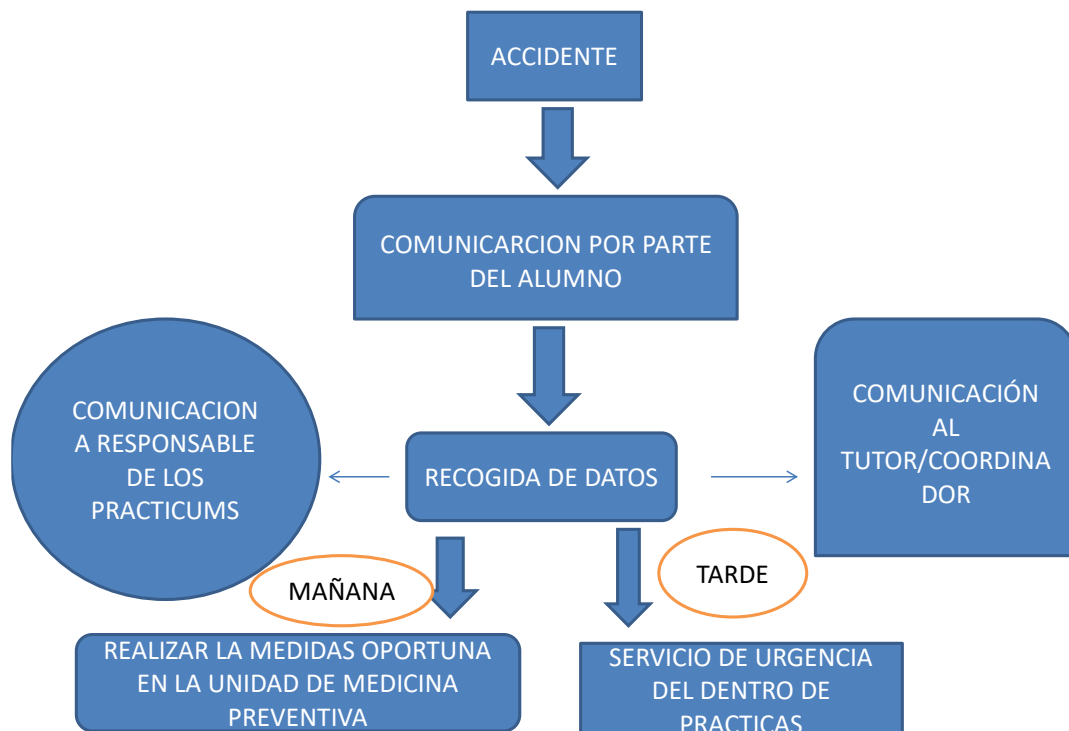 ACCIDENTE
COMUNICARCION POR PARTE
DEL ALUMNO
COMUNICACION
A RESPONSABLE
DE LOS
PRACTICUMS
RECOGIDA DE DATOS
COMUNICACIÓN
AL
TUTOR/COORDINA
DOR
MAÑANA
TARDE
REALIZAR LA MEDIDAS OPORTUNA
EN LA UNIDAD DE MEDICINA
PREVENTIVA
SERVICIO DE URGENCIA
DEL DENTRO DE
PRACTICAS